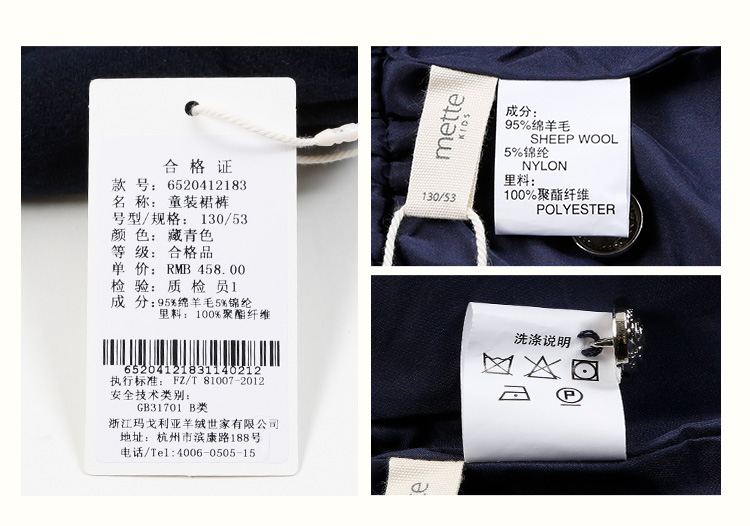 合格证
款 号: 6520412183
名 称: 童装裙裤
号型/规格: 130/53
颜 色: 藏青色
等 级: 合格品
单 价: RMB 458.00
检 验: 质 检 员1
成 分: 95%绵羊毛5%锦纶
里料: 100%聚酯纤维
65204121831140212
执行标准: FZ/T 81007-2012
安全技术类别:
GB31701 B类
浙江玛戈利亚羊绒世家有限公司
地址: 杭州市滨康路188号
电话/Tel:4006-0505-15
mette
KIDS
130/53
成分:
95%绵羊毛
SHEEP WOOL
5%锦纶
NYLON
里料:
100%聚酯纤维
POLYESTER
洗涤说明
P
ette